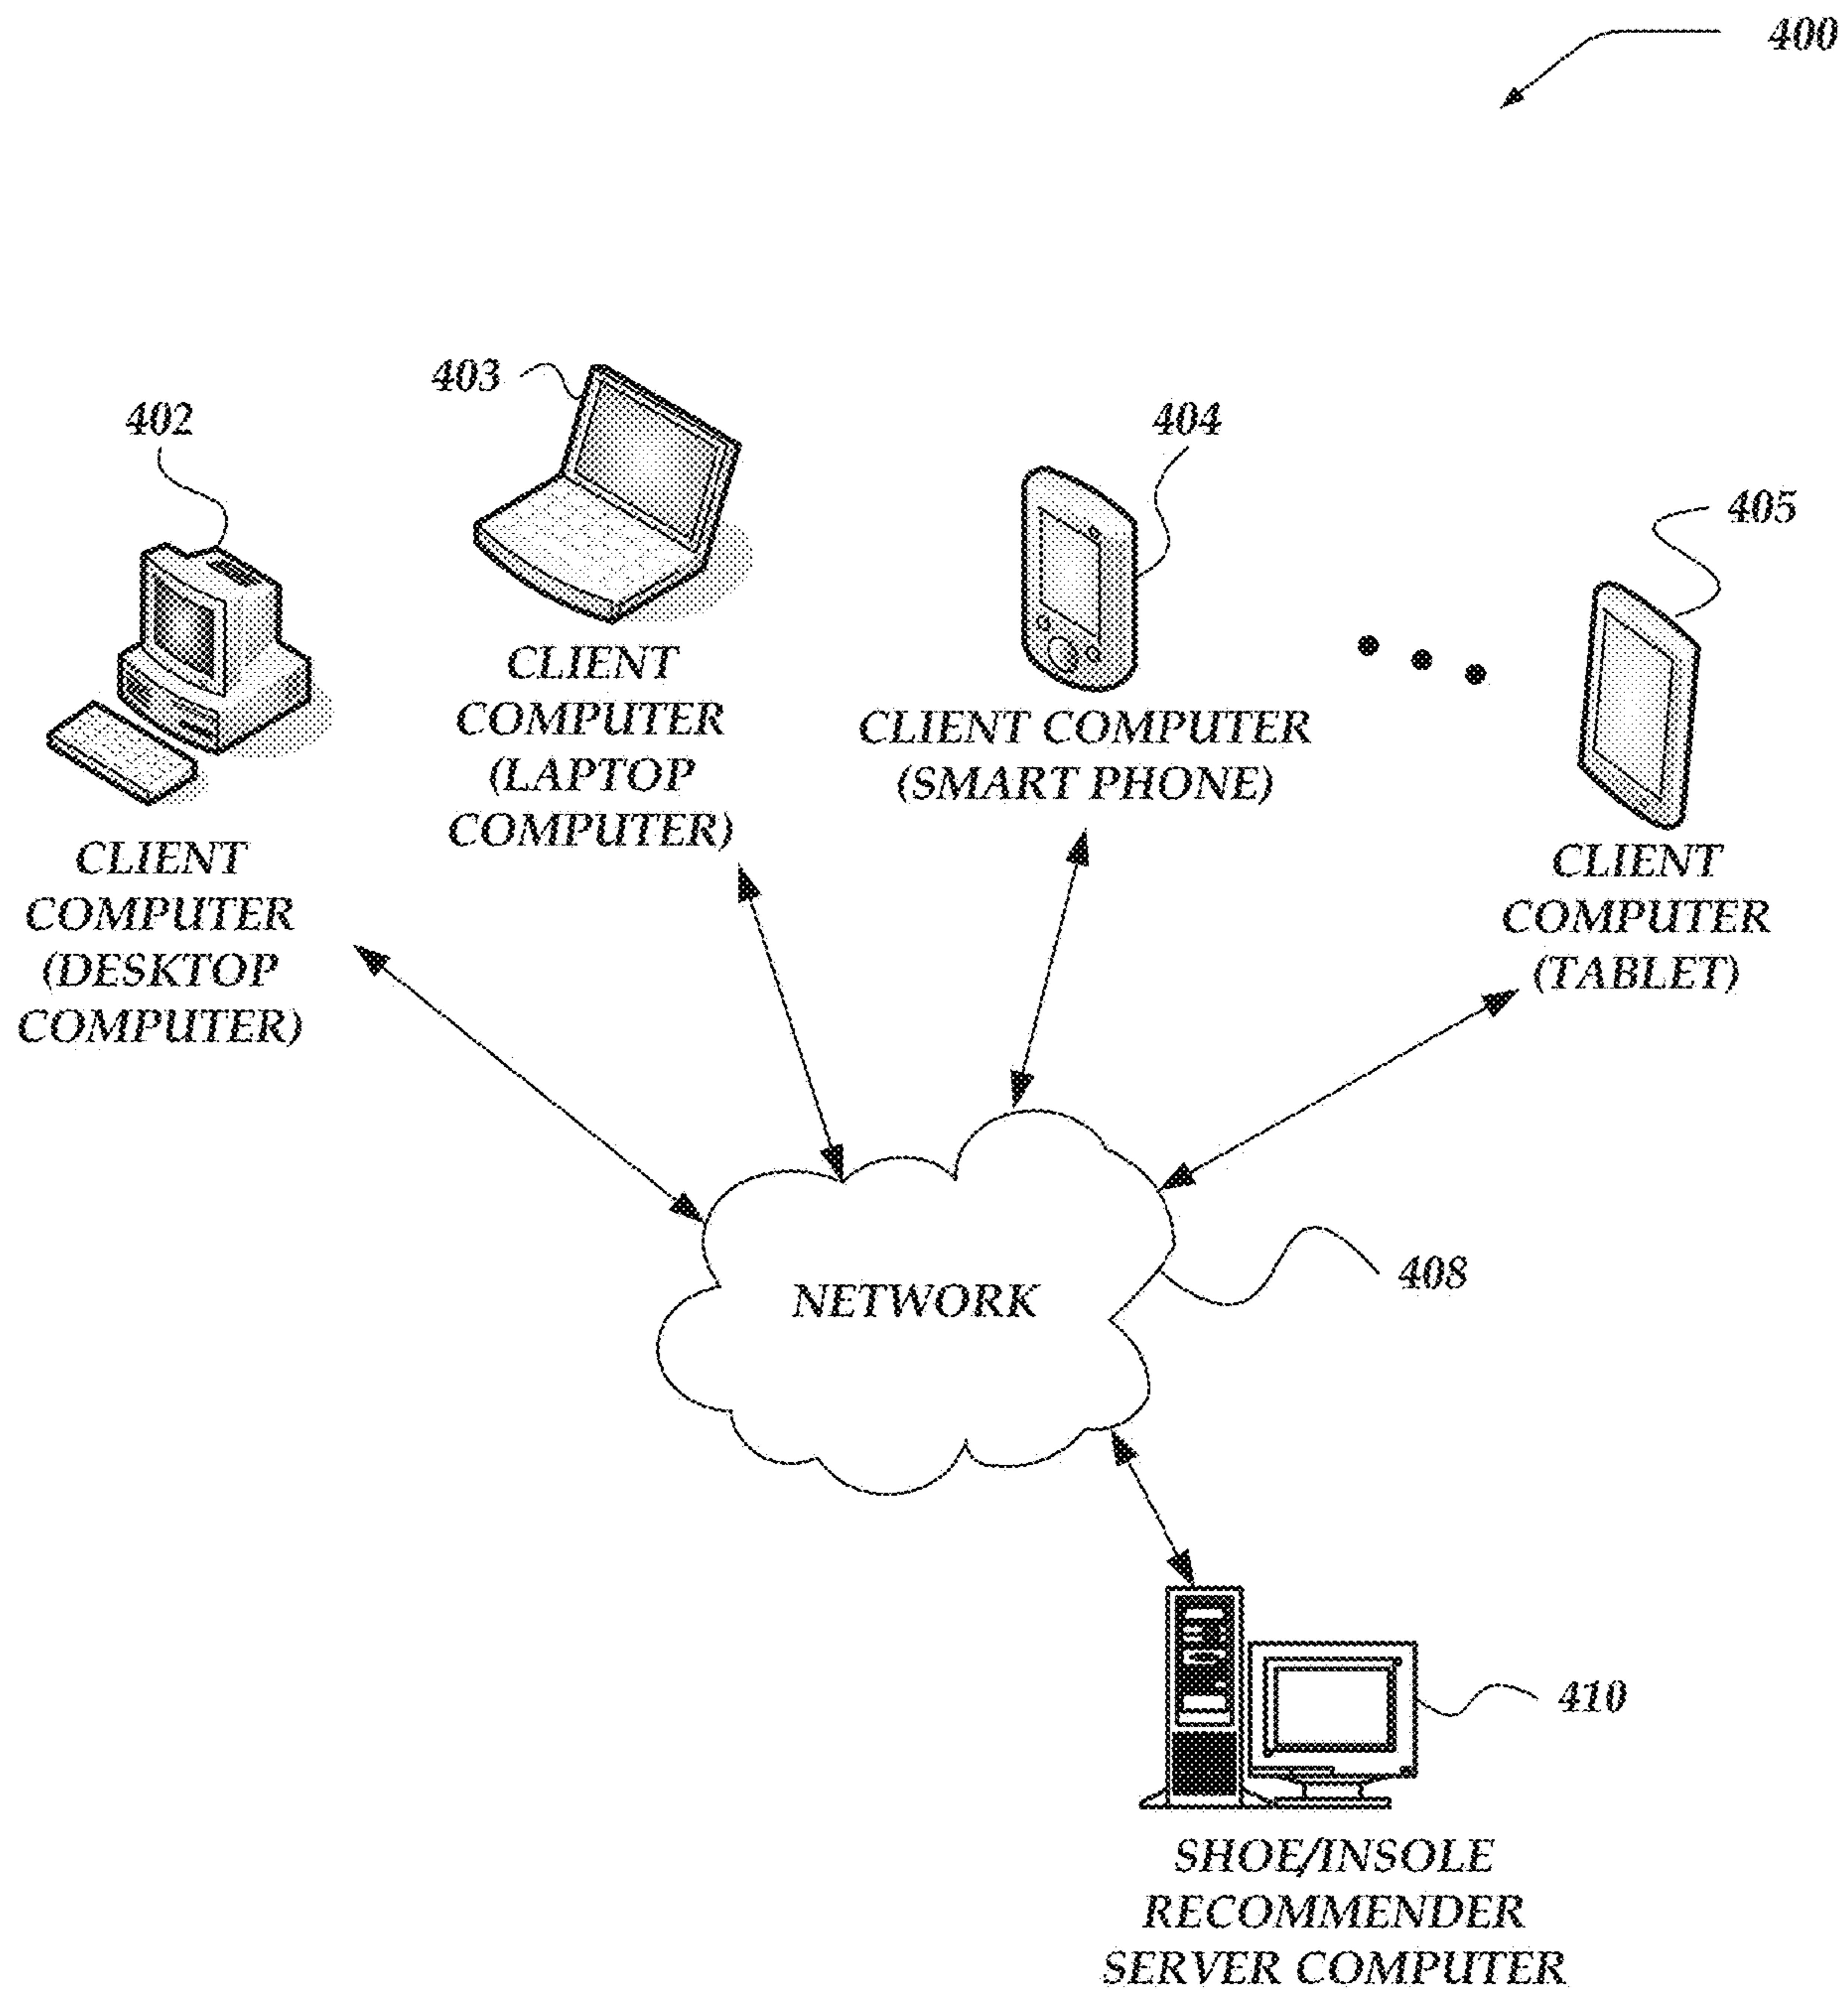 400
403
402
404
405
CLIENT
COMPUTER
(LAPTOP
COMPUTER)
CLIENT COMPUTER
(SMART PHONE)
CLIENT
COMPUTER
(DESKTOP
COMPUTER)
CLIENT
COMPUTER
(TABLET)
NETWORK
408
410
SHOE/INSOLE
RECOMMENDER
SERVER COMPUTER